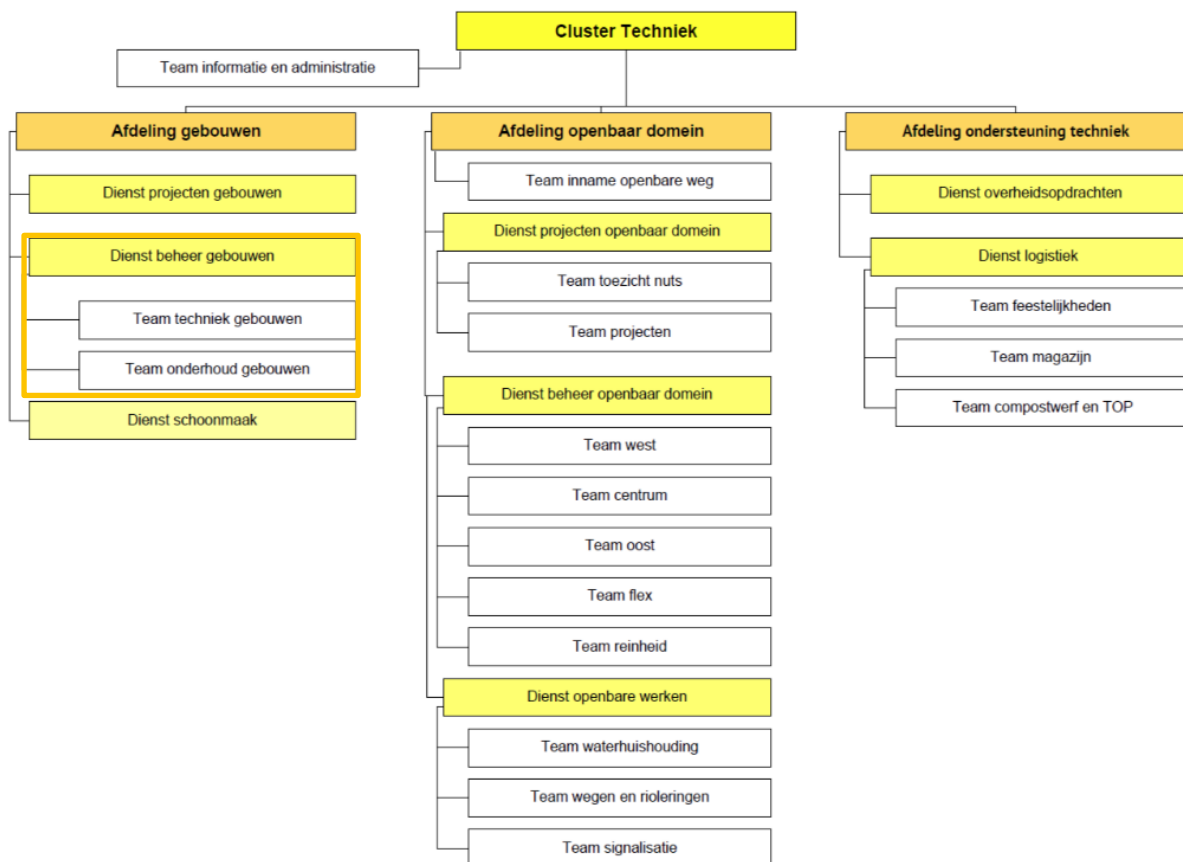 Cluster Techniek
Team informatie en administratie
Afdeling gebouwen
Dienst projecten gebouwen
Dienst beheer gebouwen
Team techniek gebouwen
Team onderhoud gebouwen
Dienst schoonmaak
Afdeling openbaar domein
Team inname openbare weg
Dienst projecten openbaar domein
Team toezicht nuts
Team projecten
Dienst beheer openbaar domein
Team west
Team centrum
Team oost
Team flex
Team reinheid
Dienst openbare werken
Team waterhuishouding
Team wegen en rioleringen
Team signalisatie
Afdeling ondersteuning techniek
Dienst overheidsopdrachten
Dienst logistiek
Team feestelijkheden
Team magazijn
Team compostwerf en TOP